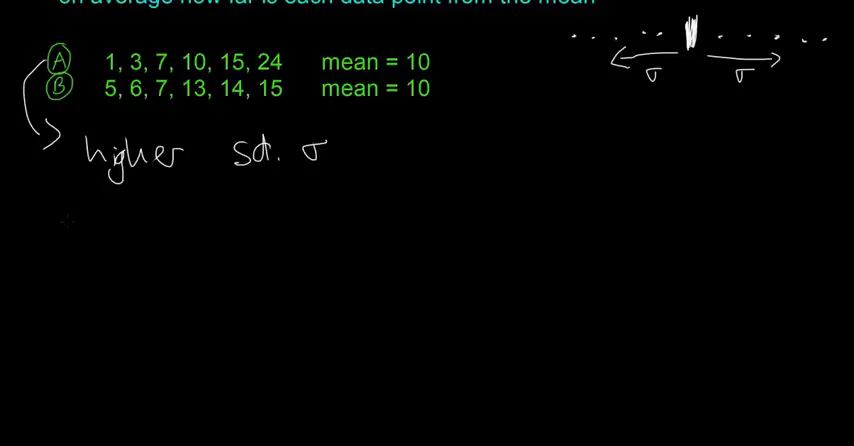 on average how far is each data point from the mean
A 1, 3, 7, 10, 15, 24 mean = 10
B 5, 6, 7, 13, 14, 15 mean = 10
σ σ
higher sd. σ